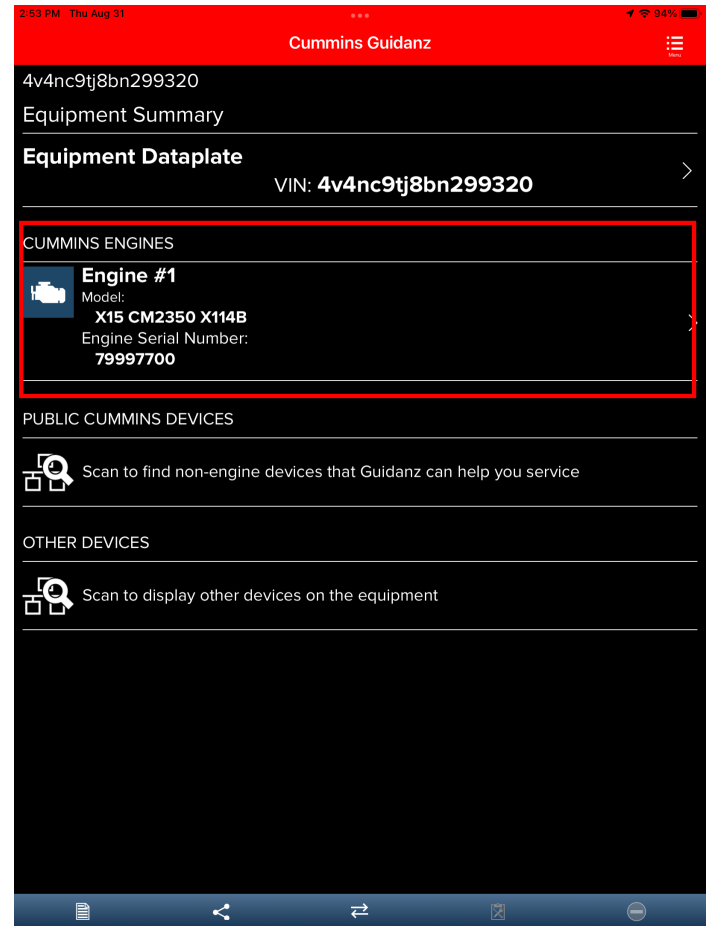 2:53 PM Thu Aug 31
94%
Cummins Guidanz
Menu
4v4nc9tj8bn299320
Equipment Summary
Equipment Dataplate
VIN: 4v4nc9tj8bn299320
CUMMINS ENGINES
Engine #1
Model:
X15 CM2350 X114B
Engine Serial Number:
79997700
PUBLIC CUMMINS DEVICES
Scan to find non-engine devices that Guidanz can help you service
OTHER DEVICES
Scan to display other devices on the equipment